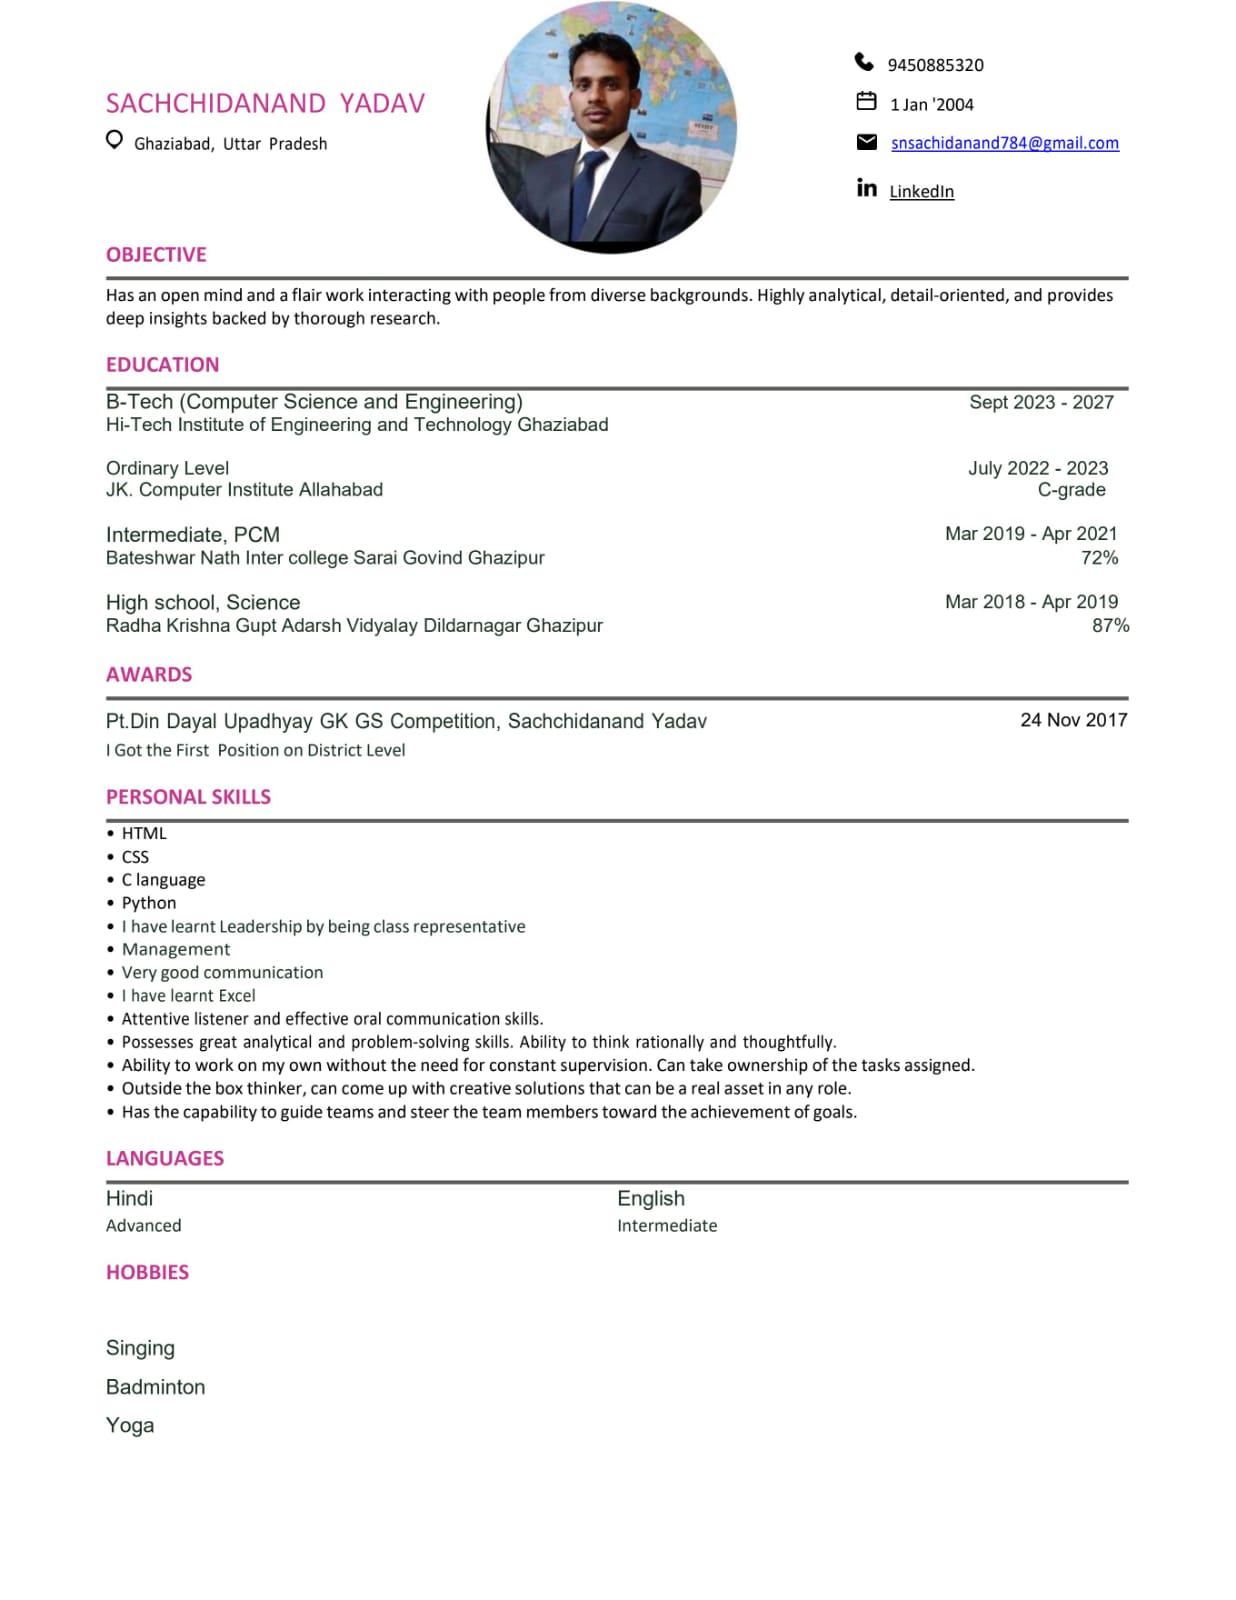 SACHCHIDANAND YADAV
Ghaziabad, Uttar Pradesh
9450885320
1 Jan '2004
snsachidanand784@gmail.com
LinkedIn
OBJECTIVE
Has an open mind and a flair work interacting with people from diverse backgrounds. Highly analytical, detail-oriented, and provides
deep insights backed by thorough research.
EDUCATION
B-Tech (Computer Science and Engineering) Sept 2023 - 2027
Hi-Tech Institute of Engineering and Technology Ghaziabad
Ordinary Level July 2022 - 2023
JK. Computer Institute Allahabad C-grade
Intermediate, PCM Mar 2019 - Apr 2021
Bateshwar Nath Inter college Sarai Govind Ghazipur 72%
High school, Science Mar 2018 - Apr 2019
Radha Krishna Gupt Adarsh Vidyalay Dildarnagar Ghazipur 87%
AWARDS
Pt.Din Dayal Upadhyay GK GS Competition, Sachchidanand Yadav 24 Nov 2017
I Got the First Position on District Level
PERSONAL SKILLS
• HTML
• CSS
• C language
• Python
• I have learnt Leadership by being class representative
• Management
• Very good communication
• I have learnt Excel
• Attentive listener and effective oral communication skills.
• Possesses great analytical and problem-solving skills. Ability to think rationally and thoughtfully.
• Ability to work on my own without the need for constant supervision. Can take ownership of the tasks assigned.
• Outside the box thinker, can come up with creative solutions that can be a real asset in any role.
• Has the capability to guide teams and steer the team members toward the achievement of goals.
LANGUAGES
Hindi English
Advanced Intermediate
HOBBIES
Singing
Badminton
Yoga